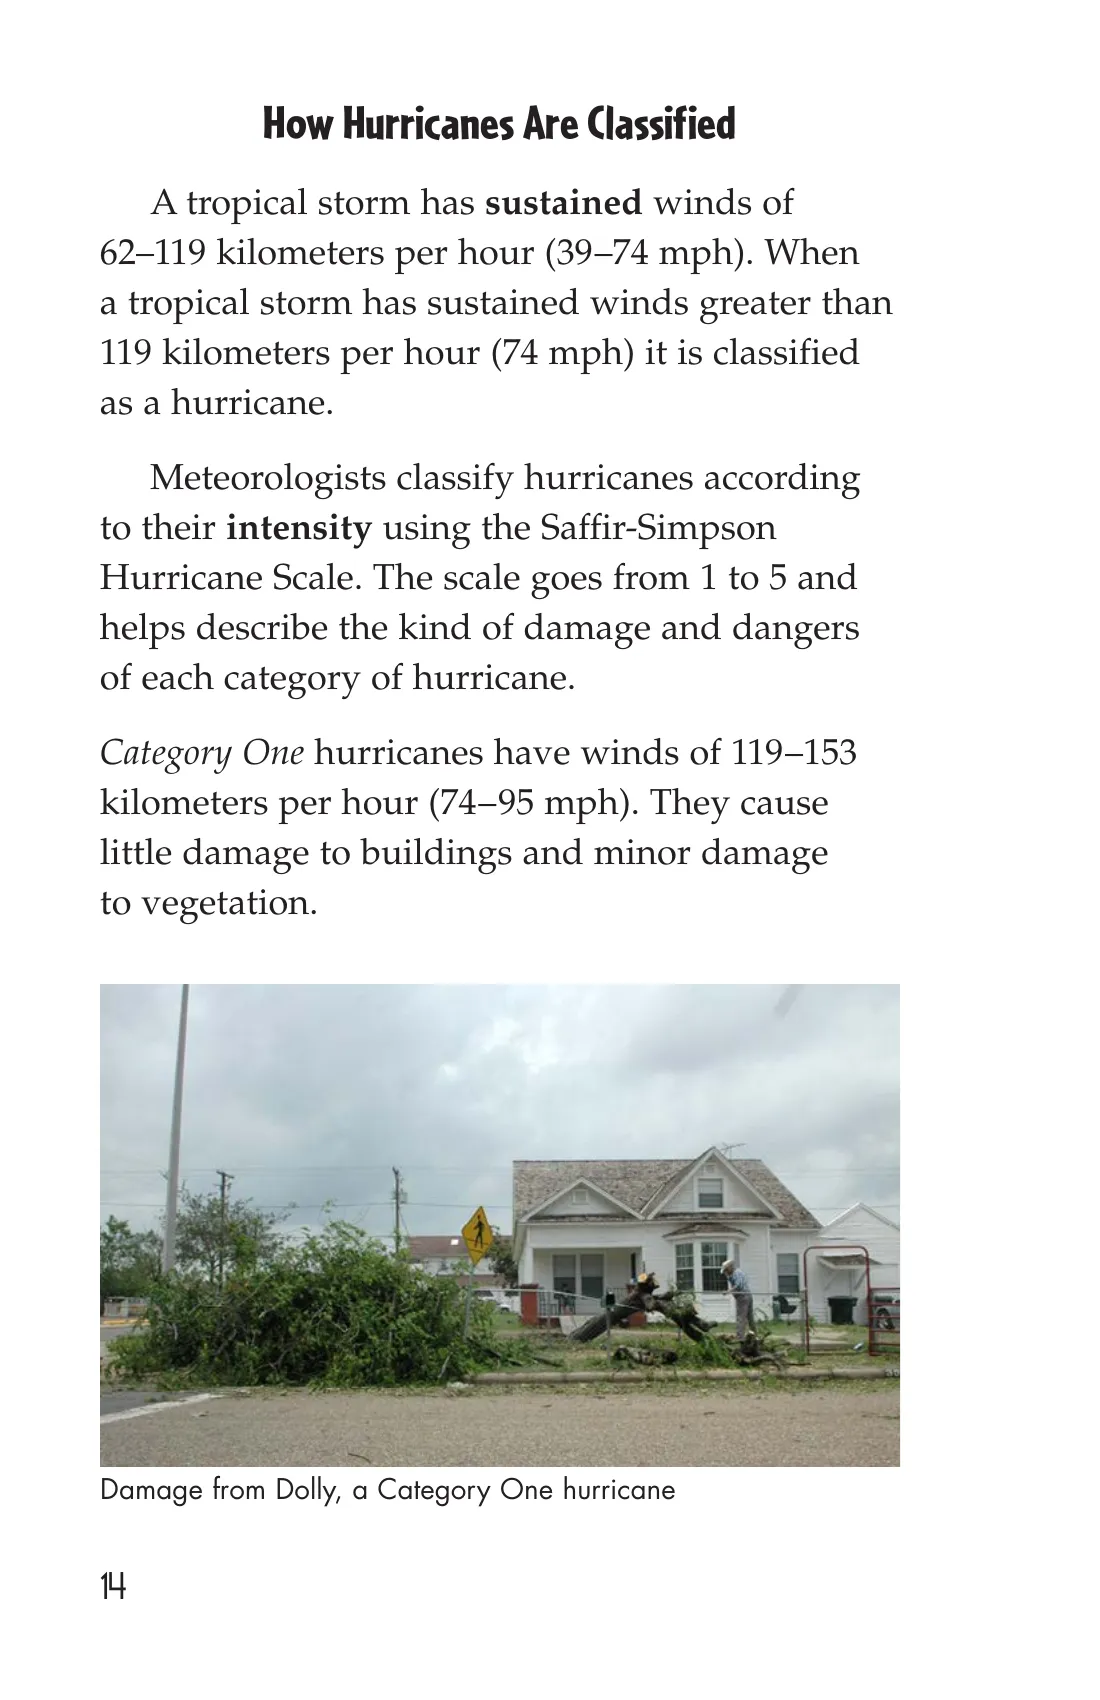 How Hurricanes Are Classified
A tropical storm has sustained winds of
62–119 kilometers per hour (39–74 mph). When
a tropical storm has sustained winds greater than
119 kilometers per hour (74 mph) it is classified
as a hurricane.
Meteorologists classify hurricanes according
to their intensity using the Saffir-Simpson
Hurricane Scale. The scale goes from 1 to 5 and
helps describe the kind of damage and dangers
of each category of hurricane.
Category One hurricanes have winds of 119–153
kilometers per hour (74–95 mph). They cause
little damage to buildings and minor damage
to vegetation.
Damage from Dolly, a Category One hurricane
14